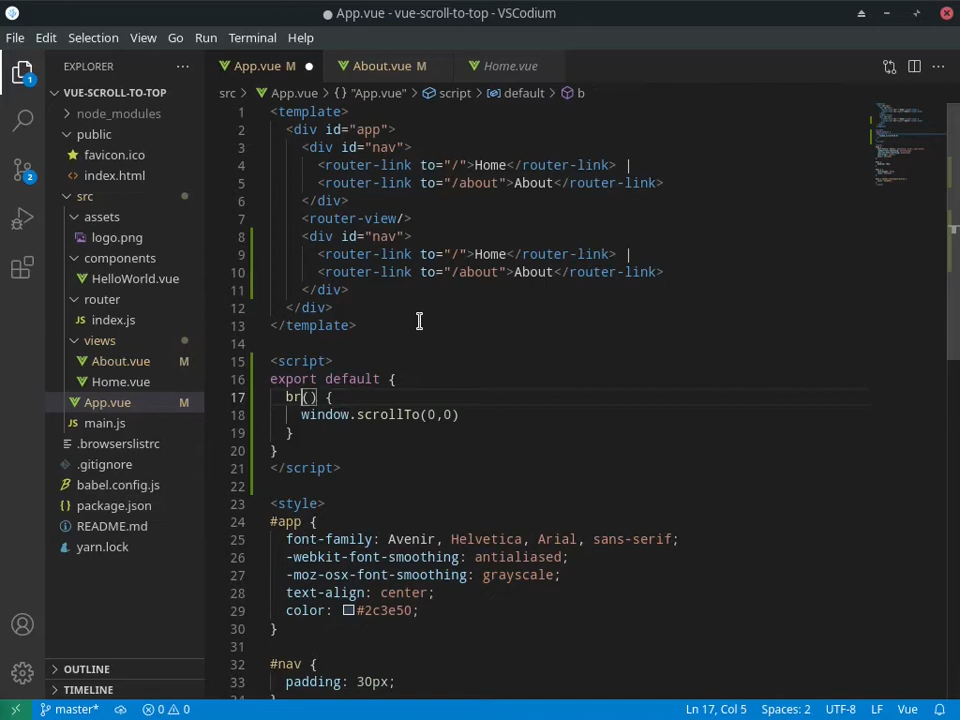 App.vue - vue-scroll-to-top - VSCodium
File Edit Selection View Go Run Terminal Help
EXPLORER
App.vue M
About.vue M
Home.vue
VUE-SCROLL-TO-TOP
src > App.vue > {} "App.vue" > script > default > b
node_modules
public
favicon.ico
index.html
src
assets
logo.png
components
HelloWorld.vue
router
index.js
views
About.vue M
Home.vue
App.vue M
main.js
.browserslistrc
.gitignore
babel.config.js
package.json
README.md
yarn.lock
OUTLINE
TIMELINE
1
2
1 <template>
2 <div id="app">
3 <div id="nav">
4 <router-link to="/">Home</router-link> |
5 <router-link to="/about">About</router-link>
6 </div>
7 <router-view/>
8 <div id="nav">
9 <router-link to="/">Home</router-link> |
10 <router-link to="/about">About</router-link>
11 </div>
12 </div>
13 </template>
14
15 <script>
16 export default {
17 br() {
18 window.scrollTo(0,0)
19 }
20 }
21 </script>
22
23 <style>
24 #app {
25 font-family: Avenir, Helvetica, Arial, sans-serif;
26 -webkit-font-smoothing: antialiased;
27 -moz-osx-font-smoothing: grayscale;
28 text-align: center;
29 color: #2c3e50;
30 }
31
32 #nav {
33 padding: 30px;
master* 0 0 Ln 17, Col 5 Spaces: 2 UTF-8 LF Vue